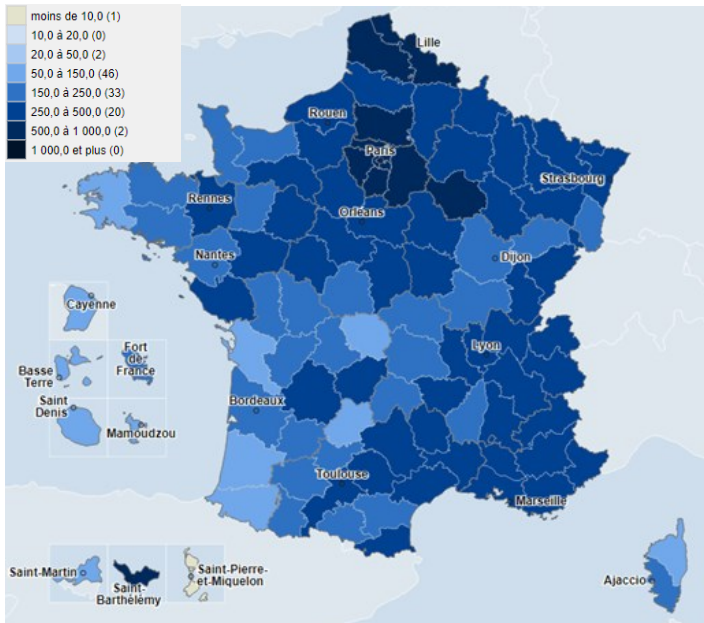 moins de 10,0 (1)
10,0 à 20,0 (0)
20,0 à 50,0 (2)
50,0 à 150,0 (46)
150,0 à 250,0 (33)
250,0 à 500,0 (20)
500,0 à 1 000,0 (2)
1 000,0 et plus (0)
Lille
Rouen
Paris
Strasbourg
Rennes
Orléans
Nantes
Dijon
Cayenne
Lyon
Fort
de-
France
Basse
Terre
Saint
Denis
Bordeaux
Mamoudzou
Toulouse
Marseille
Saint-Martin
Saint-
Barthélémy
Saint-Pierre-
et-Miquelon
Ajaccio